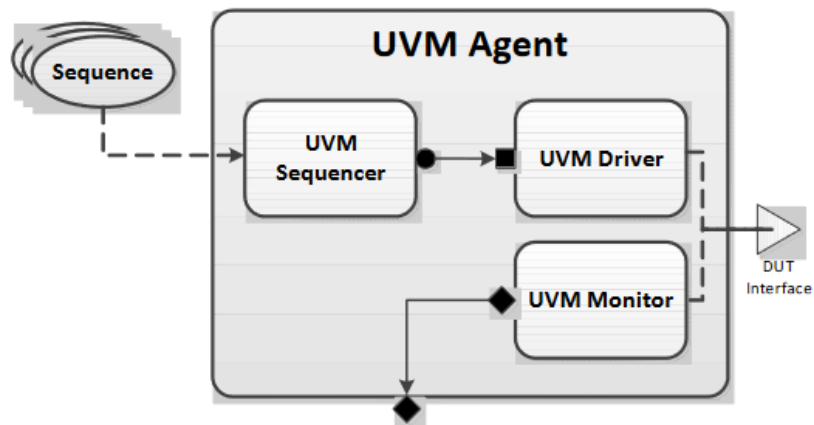 UVM Agent
Sequence
UVM
Sequencer
UVM Driver
UVM Monitor
DUT
Interface